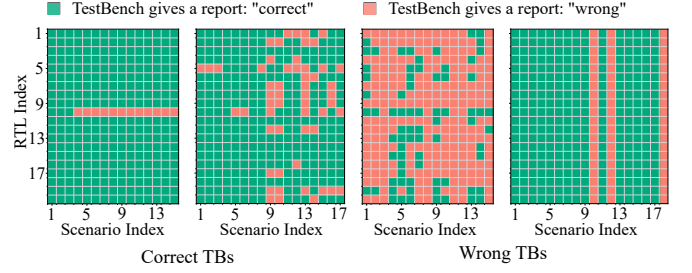 TestBench gives a report: "correct"
TestBench gives a report: "wrong"
RTL Index
1
5
9
13
17
1 5 9 13
1 5 9 13 17
1 5 9 13
1 5 9 13 17
Scenario Index
Scenario Index
Scenario Index
Scenario Index
Correct TBs
Wrong TBs